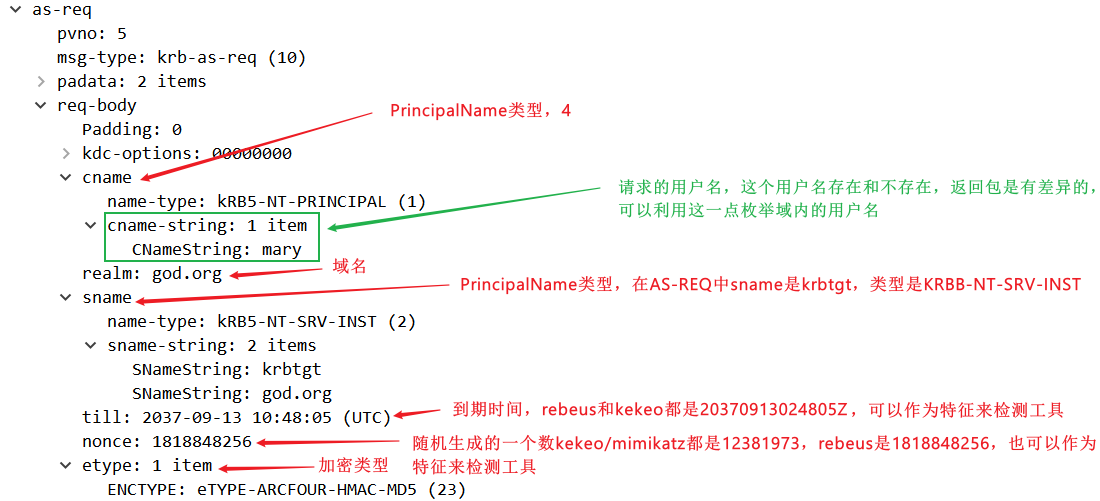 as-req
pvno: 5
msg-type: krb-as-req (10)
padata: 2 items
req-body
PrincipalName类型，4
Padding: 0
kdc-options: 00000000
cname
请求的用户名，这个用户名存在和不存在，返回包是有差异的，
可以利用这一点枚举域内的用户名
name-type: kRB5-NT-PRINCIPAL (1)
cname-string: 1 item
CNameString: mary
realm: god.org
域名
sname
PrincipalName类型，在AS-REQ中sname是krbtgt，类型是KRBB-NT-SRV-INST
name-type: kRB5-NT-SRV-INST (2)
sname-string: 2 items
SNameString: krbtgt
SNameString: god.org
till: 2037-09-13 10:48:05 (UTC)
到期时间，rebeus和kekeo都是20370913024805Z，可以作为特征来检测工具
nonce: 1818848256
随机生成的一个数kekeo/mimikatz都是12381973，rebeus是1818848256，也可以作为
特征来检测工具
etype: 1 item
加密类型
ENCTYPE: eTYPE-ARCFOUR-HMAC-MD5 (23)